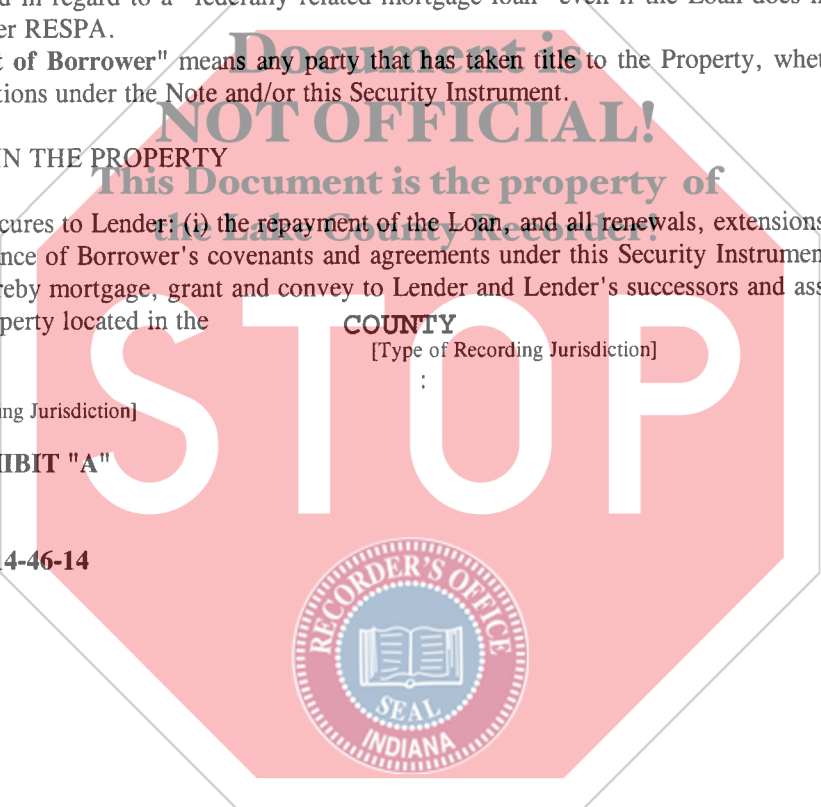 d in regard to a "federally related mortgage loan" even if the Loan does
er RESPA.
Document is
of Borrower" means any party that has taken title to the Property,
tions under the Note and/or this Security Instrument.
NOT OFFICIAL!
IN THE PROPERTY
This Document is the property of
cures to Lender: (i) the repayment of the Loan, and all renewals, extensions
the Lake County Recorder!
nce of Borrower's covenants and agreements under this Security Instrumen
reby mortgage, grant and convey to Lender and Lender's successors and ass
perty located in the COUNTY
[Type of Recording Jurisdiction]
:
ing Jurisdiction]
STOP
IBIT "A"
4-46-14
RECORDER'S OFFICE
SEAL
INDIANA